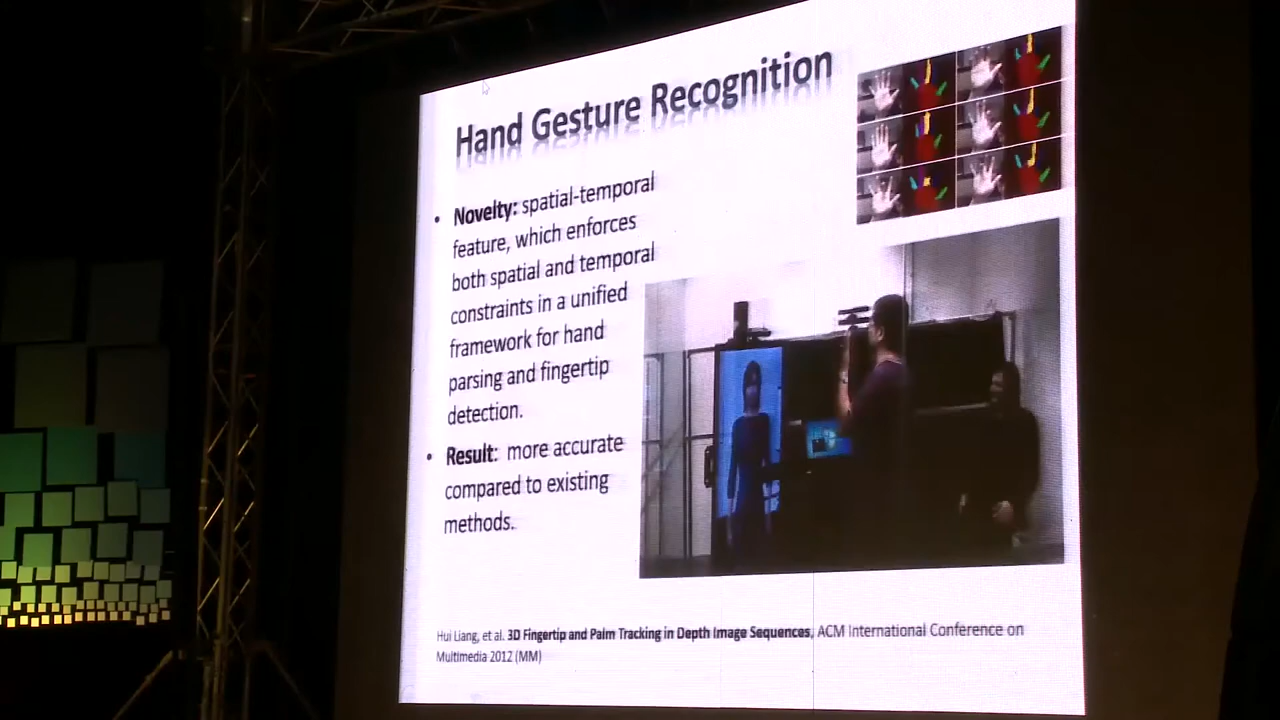 Hand Gesture Recognition
• Novelty: spatial-temporal
feature, which enforces
both spatial and temporal
constraints in a unified
framework for hand
parsing and fingertip
detection.
• Result: more accurate
compared to existing
methods.
Hui Liang, et al. 3D Fingertip and Palm Tracking in Depth Image Sequences, ACM International Conference on
Multimedia 2012 (MM)